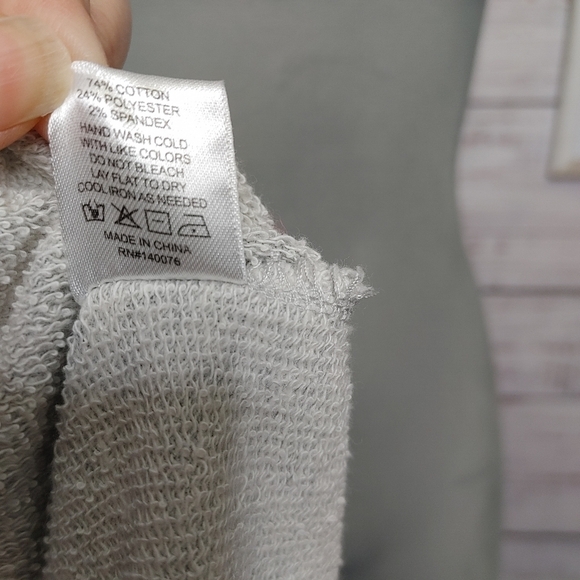 74% COTTON
24% POLYESTER
2% SPANDEX
HAND WASH COLD
WITH LIKE COLORS
DO NOT BLEACH
LAY FLAT TO DRY
COOL IRON AS NEEDED
MADE IN CHINA
RN#140076